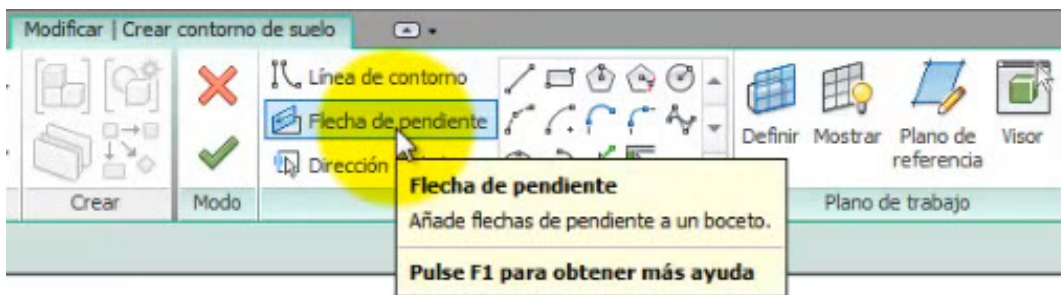 Modificar | Crear contorno de suelo
Línea de contorno
Flecha de pendiente
Dirección
Definir
Mostrar
Plano de
referencia
Visor
Crear
Modo
Plano de trabajo
Flecha de pendiente
Añade flechas de pendiente a un boceto.
Pulse F1 para obtener más ayuda